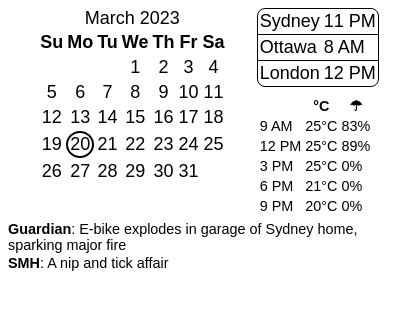 March 2023
Su Mo Tu We Th Fr Sa
1 2 3 4
5 6 7 8 9 10 11
12 13 14 15 16 17 18
19 20 21 22 23 24 25
26 27 28 29 30 31
Sydney 11 PM
Ottawa 8 AM
London 12 PM
°C ☂
9 AM 25°C 83%
12 PM 25°C 89%
3 PM 25°C 0%
6 PM 21°C 0%
9 PM 20°C 0%
Guardian: E-bike explodes in garage of Sydney home,
sparking major fire
SMH: A nip and tick affair